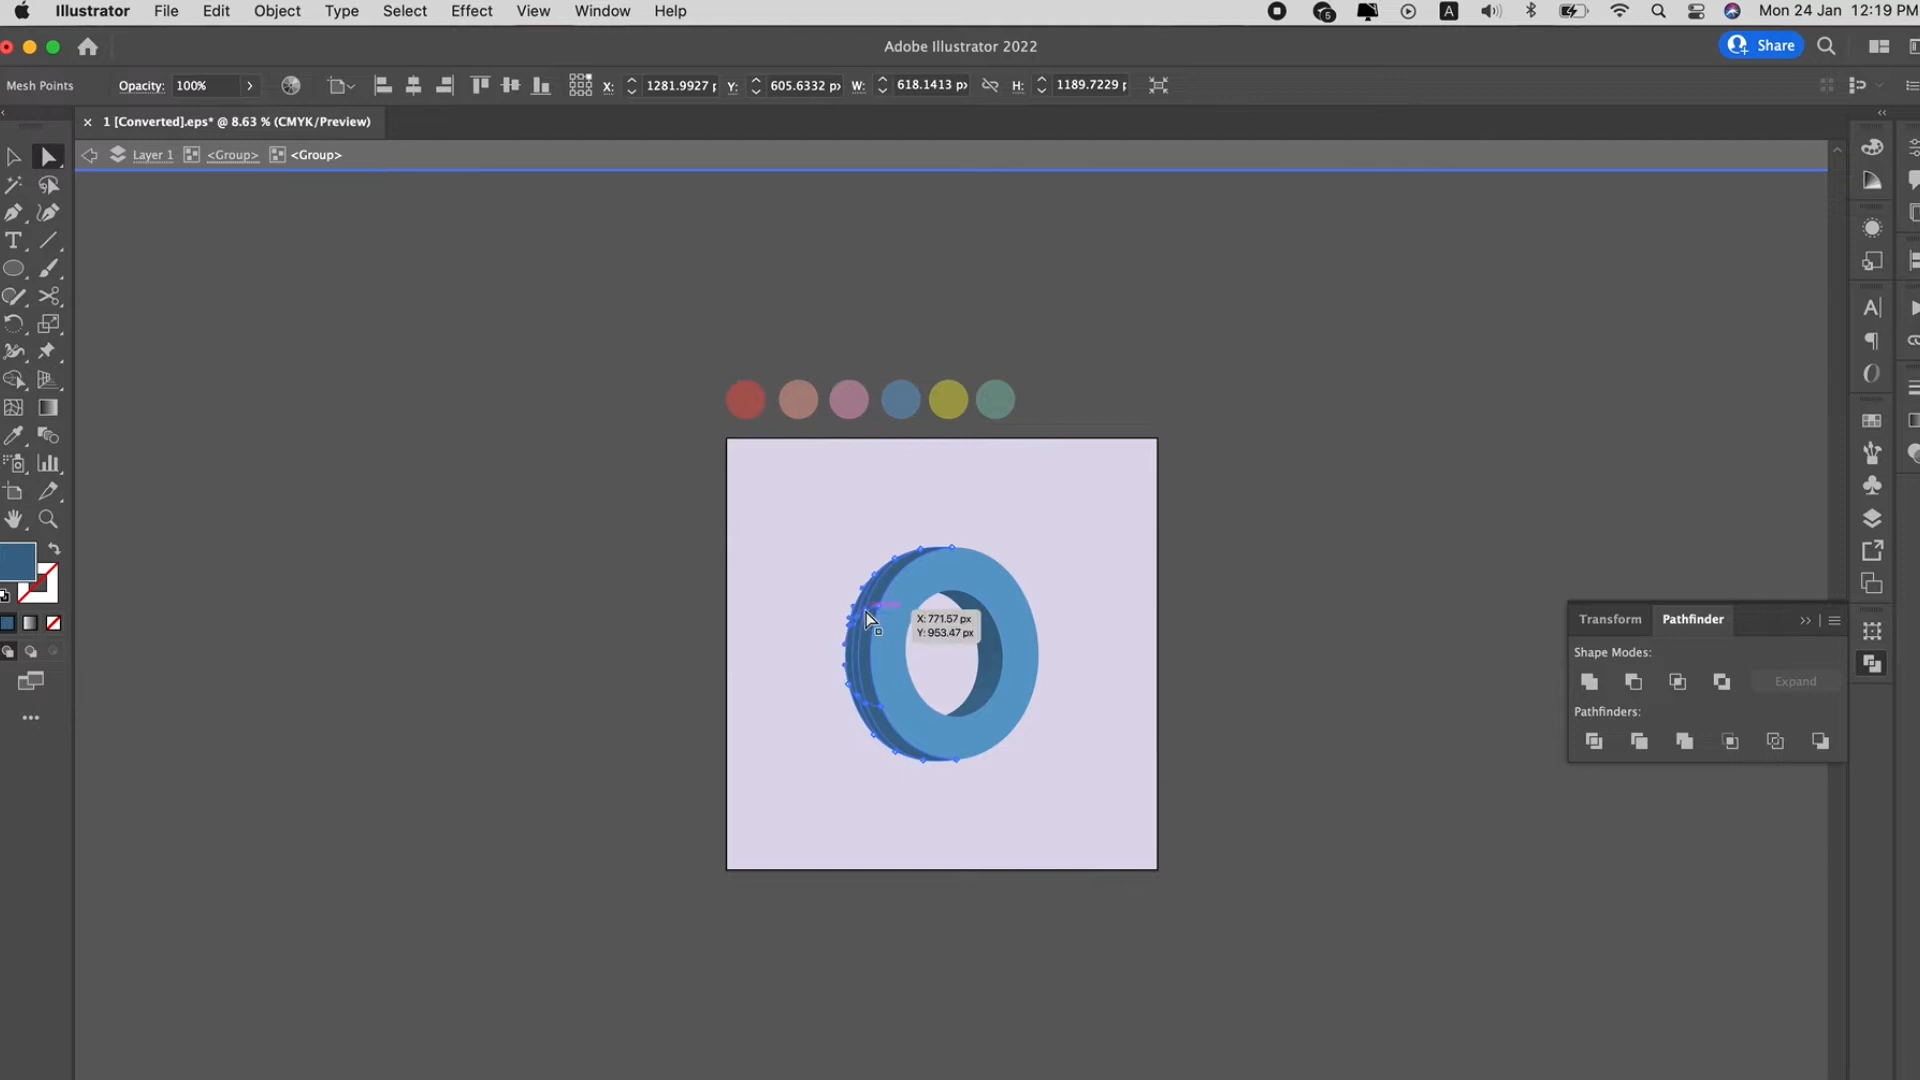 Illustrator File Edit Object Type Select Effect View Window Help 5 A Mon 24 Jan 12:19 PM
Adobe Illustrator 2022
Share
Mesh Points Opacity: 100% X: 1281.9927 Y: 605.6332 px W: 618.1413 px H: 1189.7229
× 1 [Converted].eps* @ 8.63 % (CMYK/Preview)
Layer 1 <Group> <Group>
X: 771.57 px
Y: 953.47 px
Transform Pathfinder
Shape Modes:
Expand
Pathfinders: